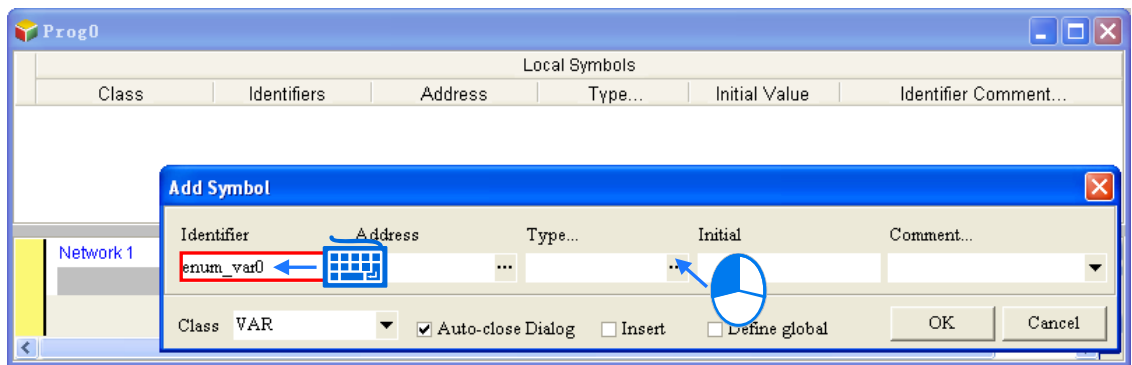 Prog0
Local Symbols
Class Identifiers Address Type... Initial Value Identifier Comment...
Add Symbol
Identifier Address Type... Initial Comment...
Network 1
enum_var0 ... ...
Class VAR Auto-close Dialog Insert Define global OK Cancel